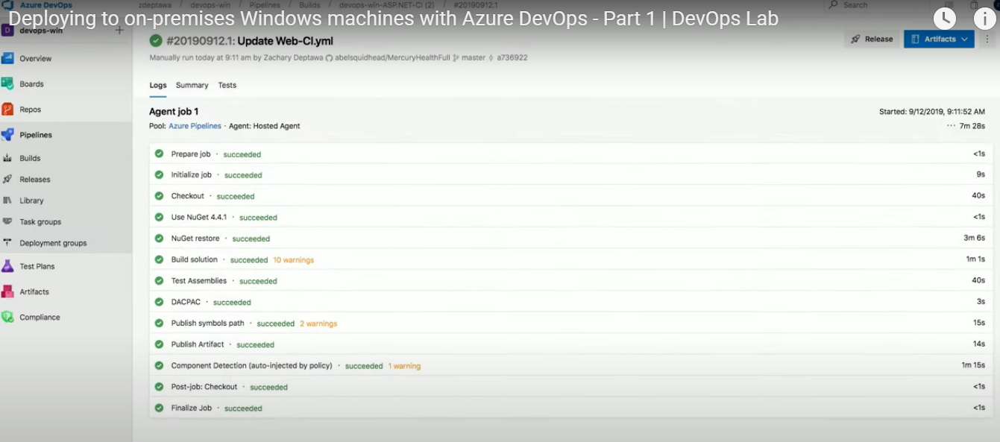 Azure DevOps
zdeptawa / devops-win / Pipelines / Builds / devops-win-ASP.NET-CI (2) / #20190912.1
Search
Deploying to on-premises Windows machines with Azure DevOps - Part 1 | DevOps Lab
D devops-win +
#20190912.1: Update Web-CI.yml
Release
Artifacts
Manually run today at 9:11 am by Zachary Deptawa abelsquidhead/MercuryHealthFull master a736922
Overview
Boards
Repos
Pipelines
Builds
Releases
Library
Task groups
Deployment groups
Test Plans
Artifacts
Compliance
Logs Summary Tests
Agent job 1
Started: 9/12/2019, 9:11:52 AM
Pool: Azure Pipelines · Agent: Hosted Agent
··· 7m 28s
Prepare job · succeeded <1s
Initialize job · succeeded 9s
Checkout · succeeded 40s
Use NuGet 4.4.1 · succeeded <1s
NuGet restore · succeeded 3m 6s
Build solution · succeeded 10 warnings 1m 1s
Test Assemblies · succeeded 40s
DACPAC · succeeded 3s
Publish symbols path · succeeded 2 warnings 15s
Publish Artifact · succeeded 14s
Component Detection (auto-injected by policy) · succeeded 1 warning 1m 15s
Post-job: Checkout · succeeded <1s
Finalize Job · succeeded <1s